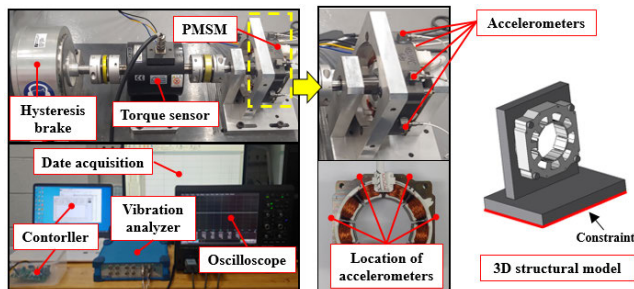 PMSM
Hysteresis
brake
Torque sensor
Accelerometers
Date acquisition
Contorller
Vibration
analyzer
Oscilloscope
Location of
accelerometers
Constraint
3D structural model